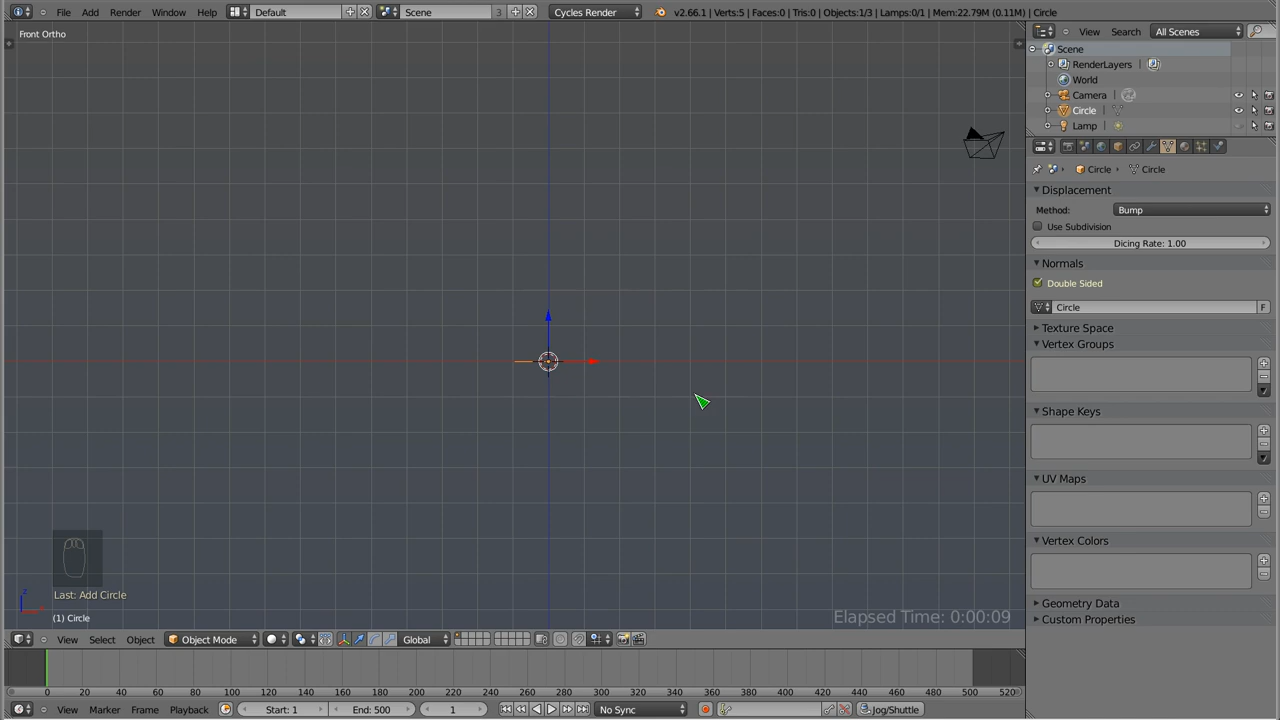 File Add Render Window Help Default Scene 3 Cycles Render v2.66.1 | Verts:5 | Faces:0 | Tris:0 | Objects:1/3 | Lamps:0/1 | Mem:22.79M (0.11M) | Circle
Front Ortho
View Search All Scenes
Scene
RenderLayers
World
Camera
Circle
Lamp
Circle Circle
Displacement
Method: Bump
Use Subdivision
Dicing Rate: 1.00
Normals
Double Sided
Circle F
Texture Space
Vertex Groups
Shape Keys
UV Maps
Vertex Colors
Geometry Data
Custom Properties
Last: Add Circle
z
(1) Circle
Elapsed Time: 0:00:09
View Select Object Object Mode Global
0 20 40 60 80 100 120 140 160 180 200 220 240 260 280 300 320 340 360 380 400 420 440 460 480 500 520
View Marker Frame Playback Start: 1 End: 500 1 No Sync Jog/Shuttle